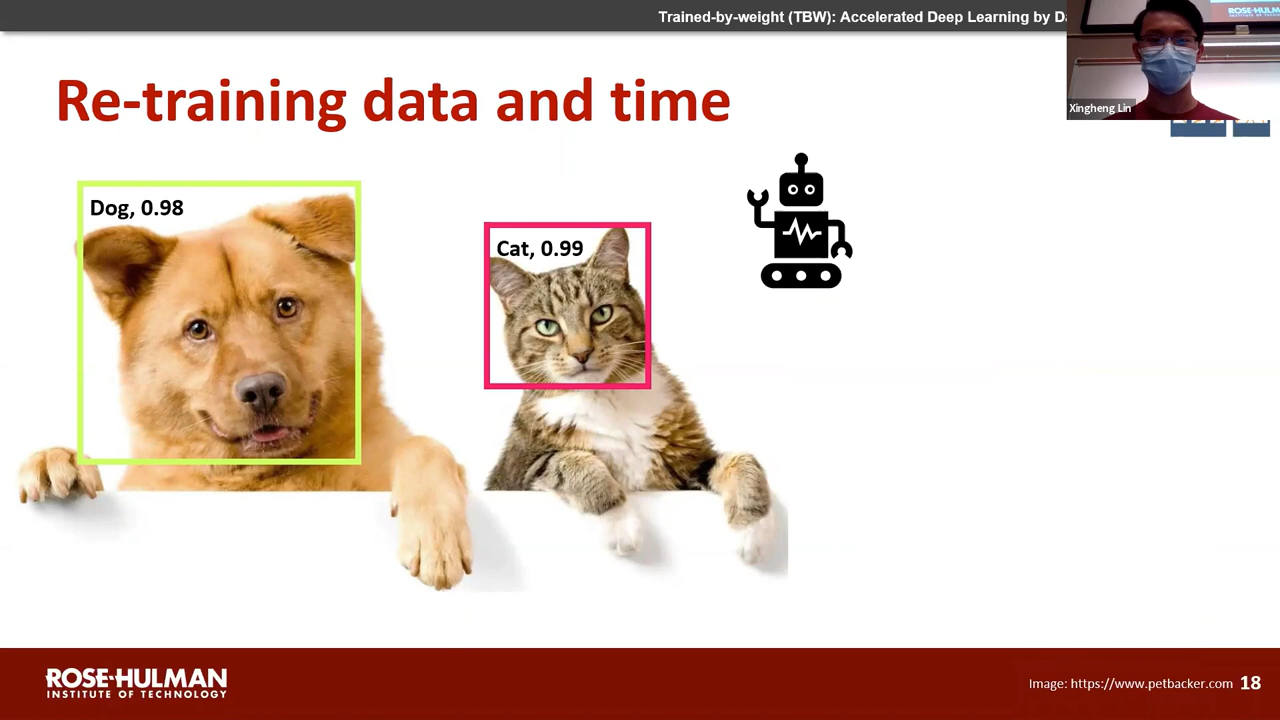 Trained-by-weight (TBW): Accelerated Deep Learning by
Xingheng Lin
Re-training data and time
Dog, 0.98
Cat, 0.99
ROSE-HULMAN
INSTITUTE OF TECHNOLOGY
Image: https://www.petbacker.com 18